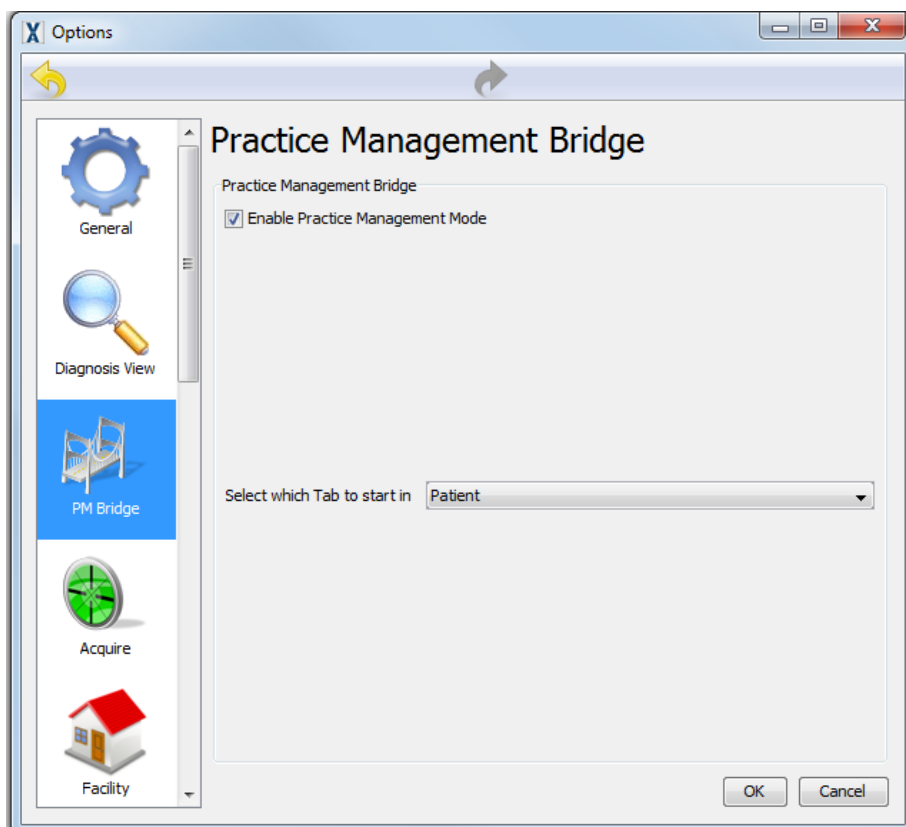 Options
Practice Management Bridge
Practice Management Bridge
Enable Practice Management Mode
General
Diagnosis View
PM Bridge
Select which Tab to start in Patient
Acquire
Facility
OK Cancel